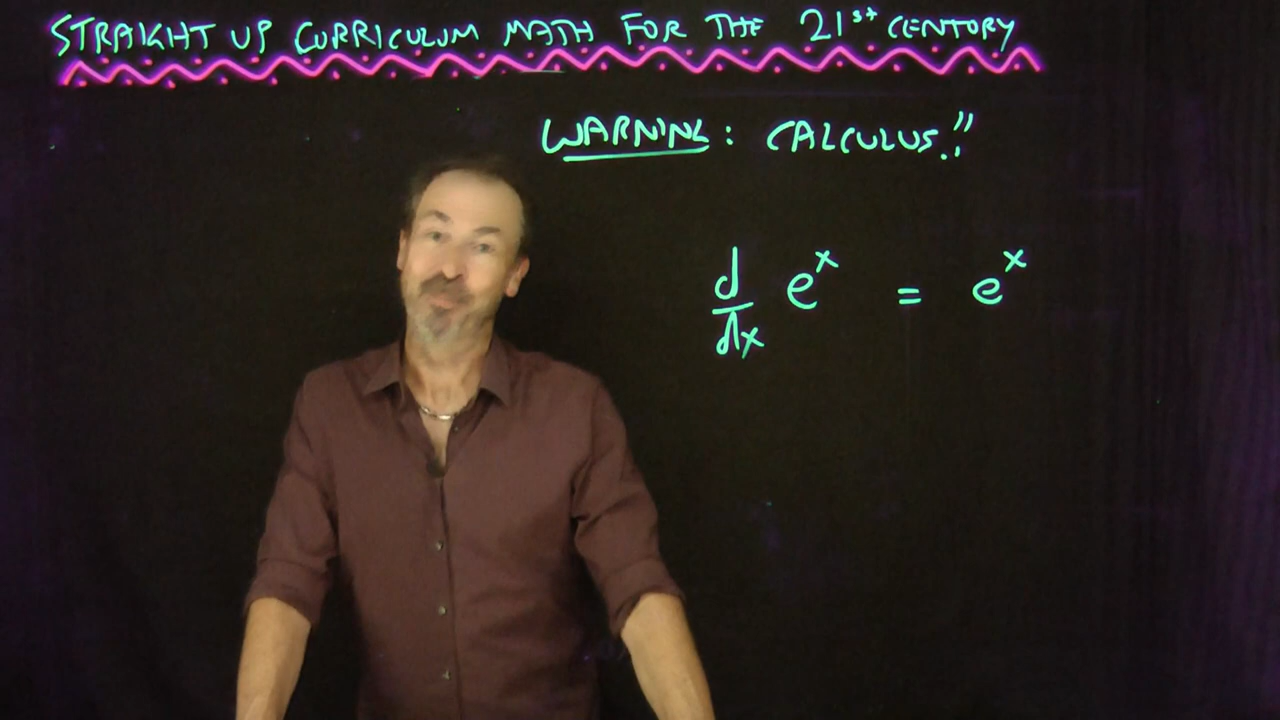 STRAIGHT UP CURRICULUM MATH FOR THE 21st CENTURY
WARNING: CALCULUS!!
d/dx e^x = e^x